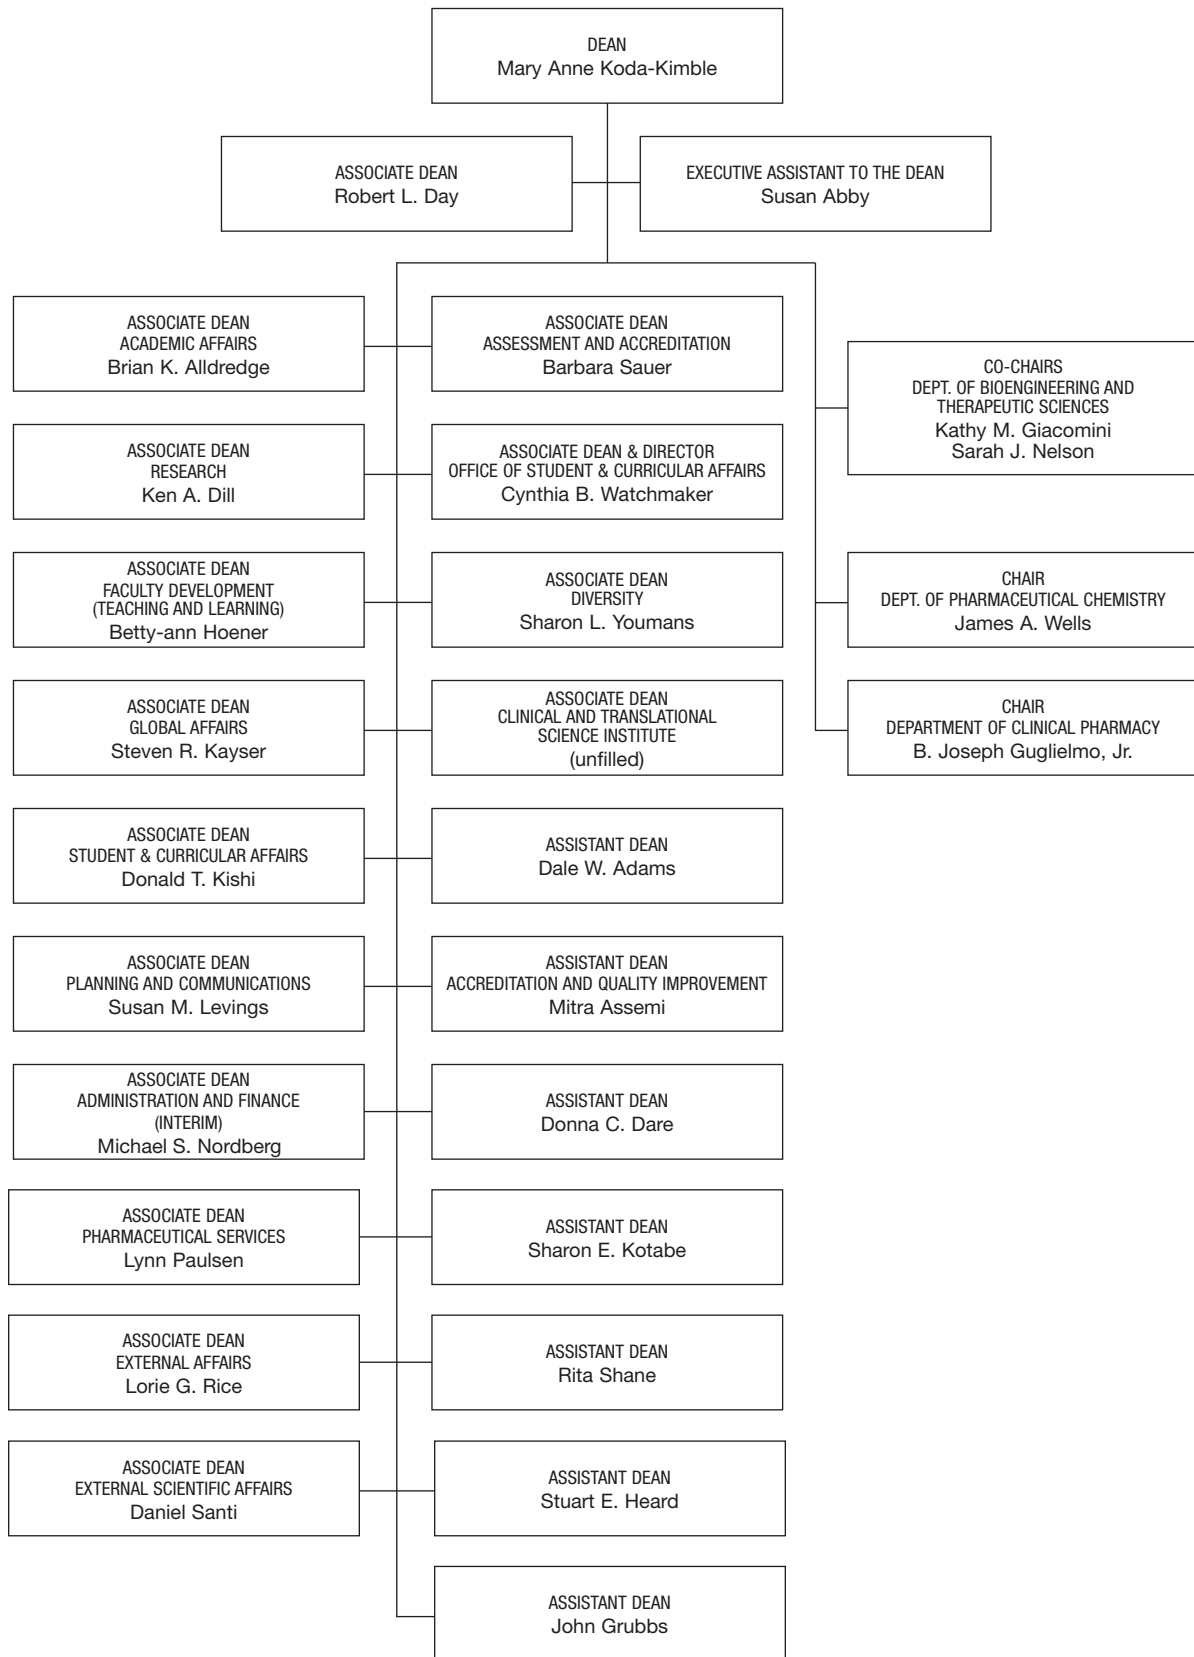 DEAN
Mary Anne Koda-Kimble
ASSOCIATE DEAN
Robert L. Day
EXECUTIVE ASSISTANT TO THE DEAN
Susan Abby
ASSOCIATE DEAN
ACADEMIC AFFAIRS
Brian K. Alldredge
ASSOCIATE DEAN
ASSESSMENT AND ACCREDITATION
Barbara Sauer
CO-CHAIRS
DEPT. OF BIOENGINEERING AND
THERAPEUTIC SCIENCES
Kathy M. Giacomini
Sarah J. Nelson
ASSOCIATE DEAN
RESEARCH
Ken A. Dill
ASSOCIATE DEAN & DIRECTOR
OFFICE OF STUDENT & CURRICULAR AFFAIRS
Cynthia B. Watchmaker
ASSOCIATE DEAN
FACULTY DEVELOPMENT
(TEACHING AND LEARNING)
Betty-ann Hoener
ASSOCIATE DEAN
DIVERSITY
Sharon L. Youmans
CHAIR
DEPT. OF PHARMACEUTICAL CHEMISTRY
James A. Wells
ASSOCIATE DEAN
GLOBAL AFFAIRS
Steven R. Kayser
ASSOCIATE DEAN
CLINICAL AND TRANSLATIONAL
SCIENCE INSTITUTE
(unfilled)
CHAIR
DEPARTMENT OF CLINICAL PHARMACY
B. Joseph Guglielmo, Jr.
ASSOCIATE DEAN
STUDENT & CURRICULAR AFFAIRS
Donald T. Kishi
ASSISTANT DEAN
Dale W. Adams
ASSOCIATE DEAN
PLANNING AND COMMUNICATIONS
Susan M. Levings
ASSISTANT DEAN
ACCREDITATION AND QUALITY IMPROVEMENT
Mitra Assemi
ASSOCIATE DEAN
ADMINISTRATION AND FINANCE
(INTERIM)
Michael S. Nordberg
ASSISTANT DEAN
Donna C. Dare
ASSOCIATE DEAN
PHARMACEUTICAL SERVICES
Lynn Paulsen
ASSISTANT DEAN
Sharon E. Kotabe
ASSOCIATE DEAN
EXTERNAL AFFAIRS
Lorie G. Rice
ASSISTANT DEAN
Rita Shane
ASSOCIATE DEAN
EXTERNAL SCIENTIFIC AFFAIRS
Daniel Santi
ASSISTANT DEAN
Stuart E. Heard
ASSISTANT DEAN
John Grubbs